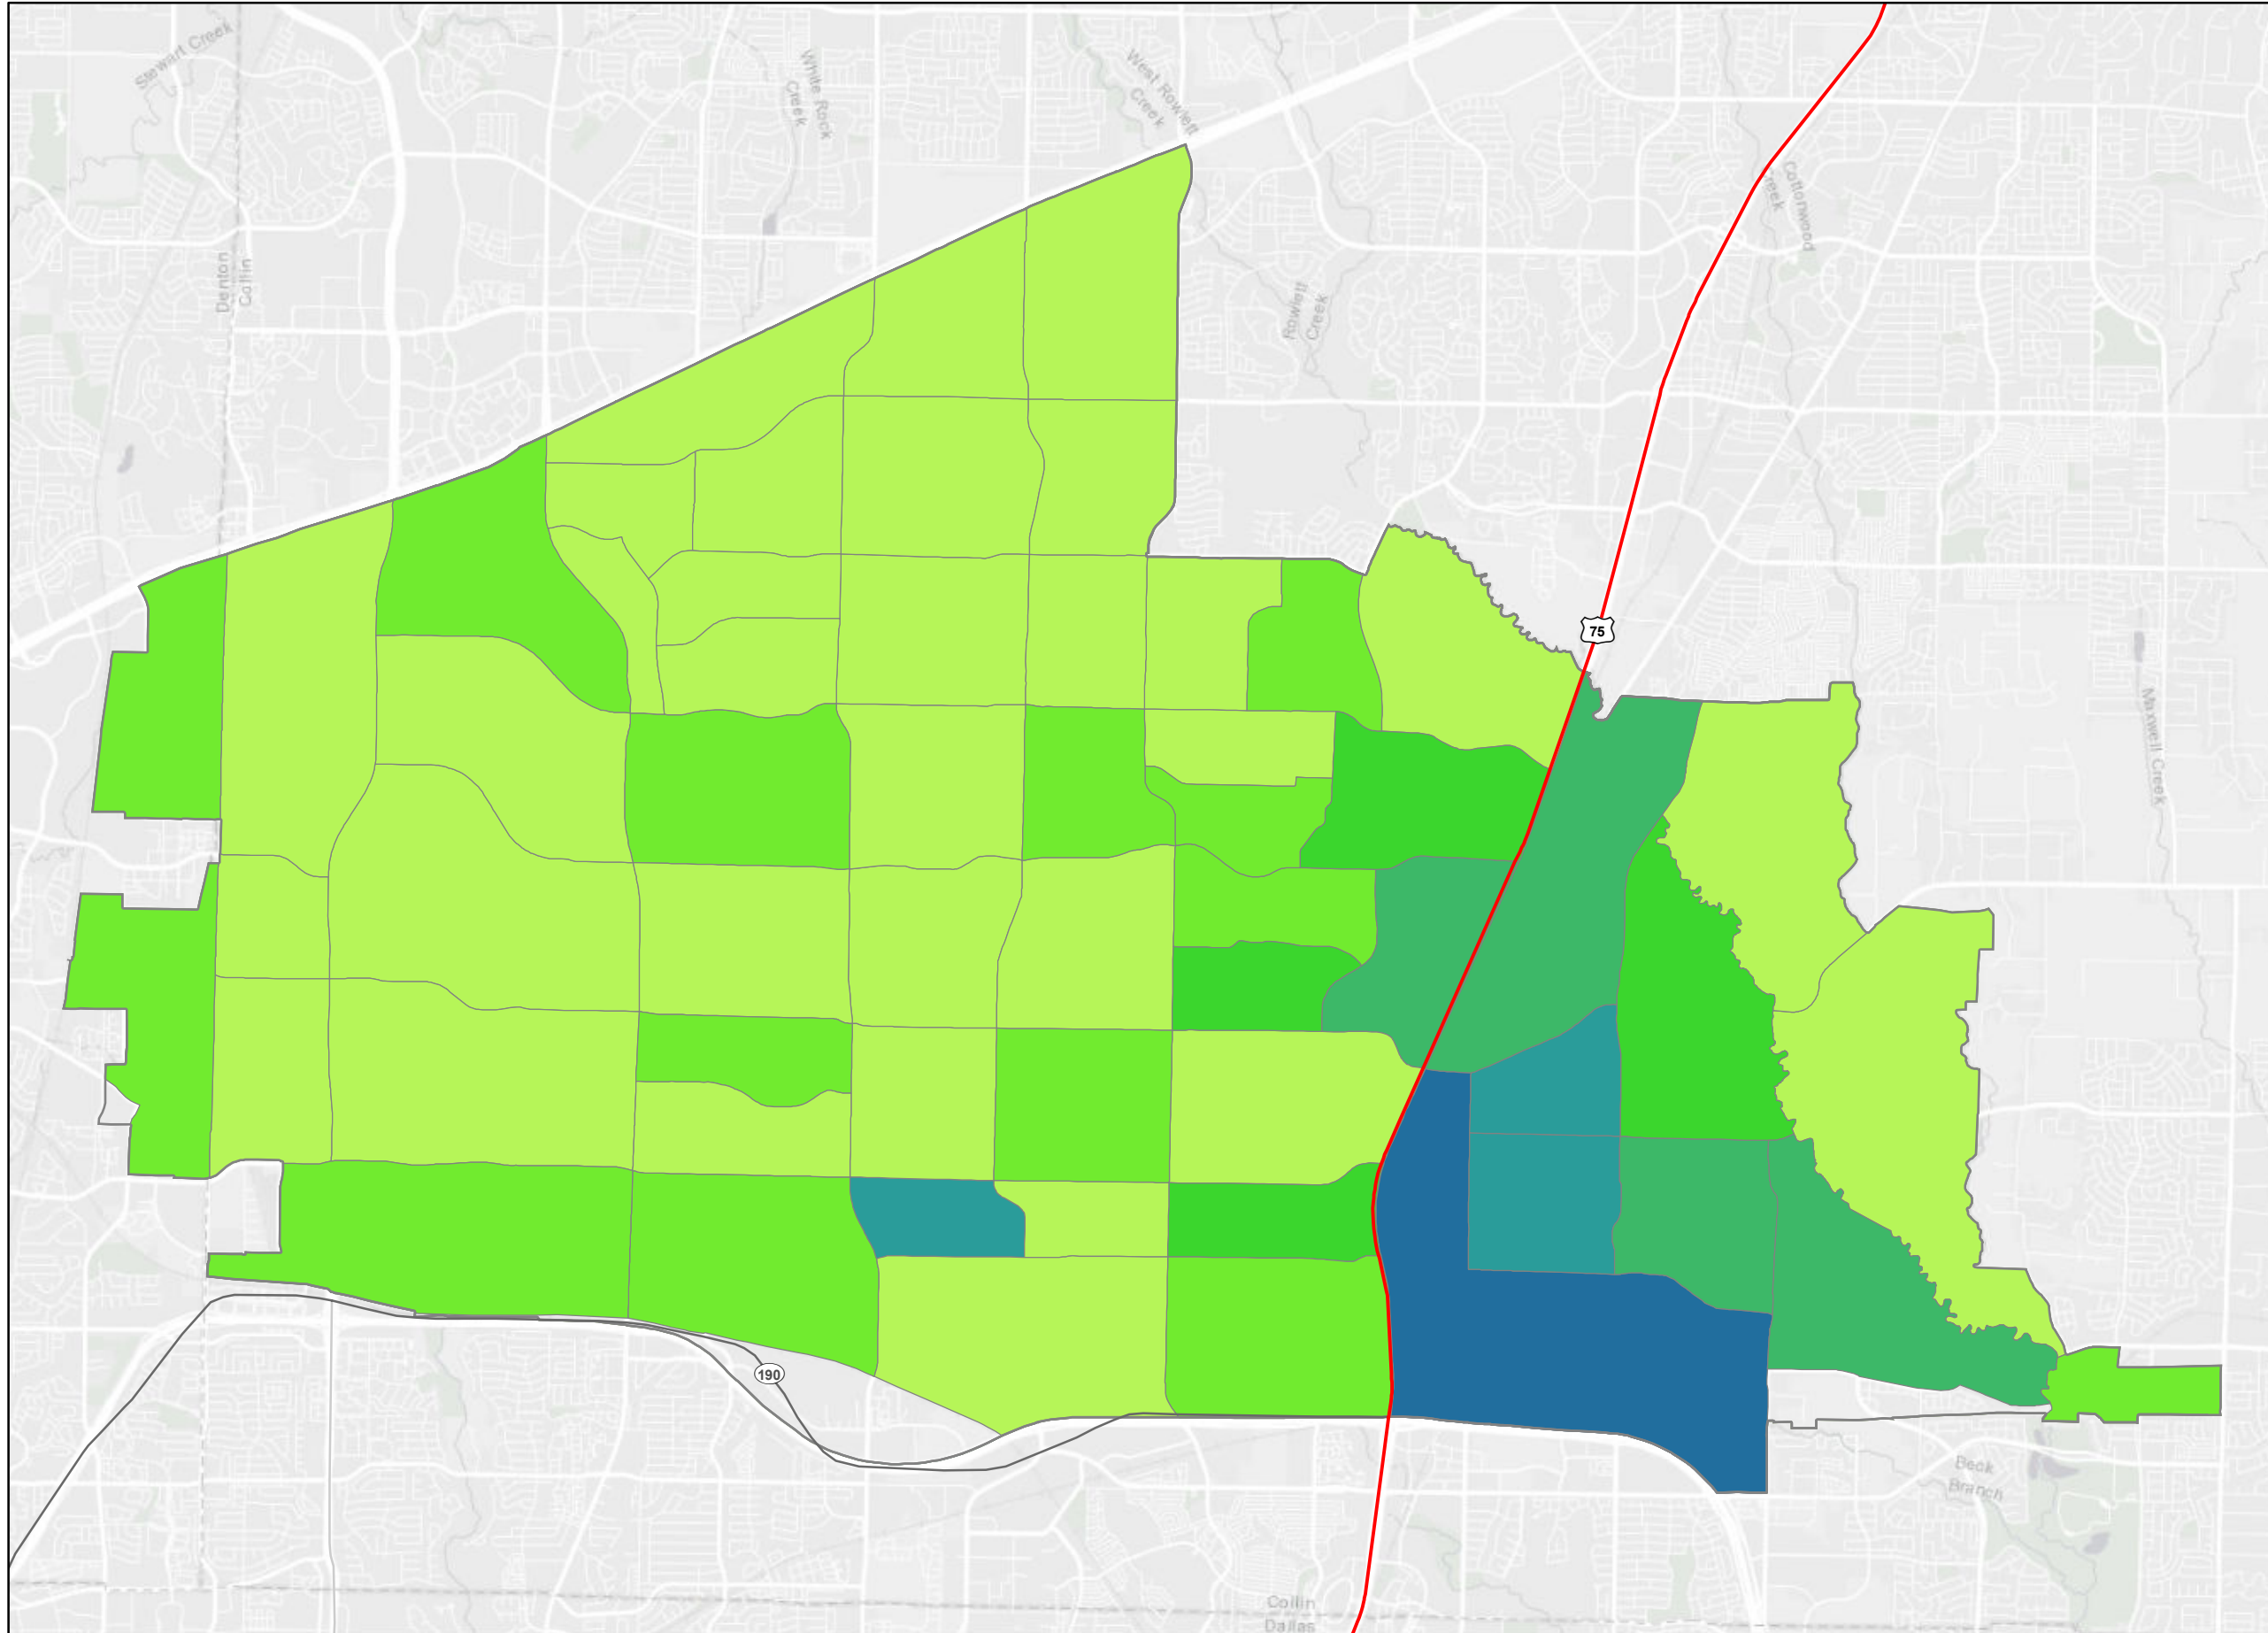 Stewart Creek
White Rock
Creek
West Rowlett
Creek
Cottonwood
Creek
Denton
Collin
Rowlett
Creek
75
Maxwell Creek
190
Beck
Branch
Collin
Dallas